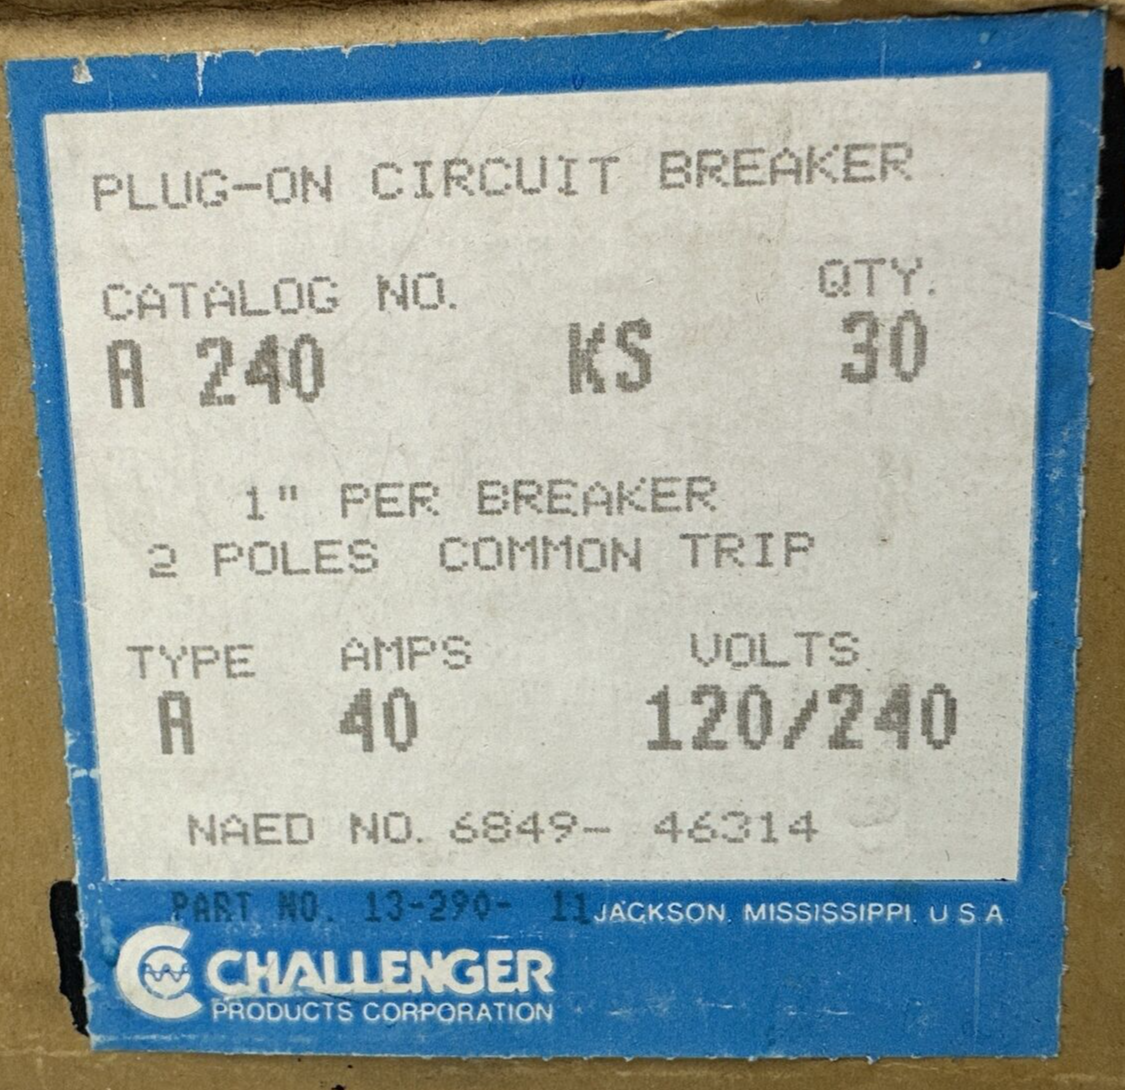 PLUG-ON CIRCUIT BREAKER
CATALOG NO. QTY.
A 240 KS 30
1" PER BREAKER
2 POLES COMMON TRIP
TYPE AMPS VOLTS
A 40 120/240
NAED NO. 6849- 46314
PART NO. 13-290- 11 JACKSON, MISSISSIPPI, U S A
CHALLENGER
PRODUCTS CORPORATION